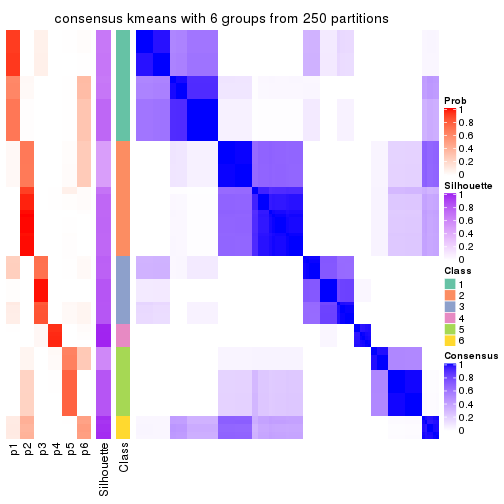 consensus kmeans with 6 groups from 250 partitions
Prob
1
0.8
0.6
0.4
0.2
0
Silhouette
1
0.8
0.6
0.4
0.2
0
Class
1
2
3
4
5
6
Consensus
1
0.8
0.6
0.4
0.2
0
p1
p2
p3
p4
p5
p6
Silhouette
Class